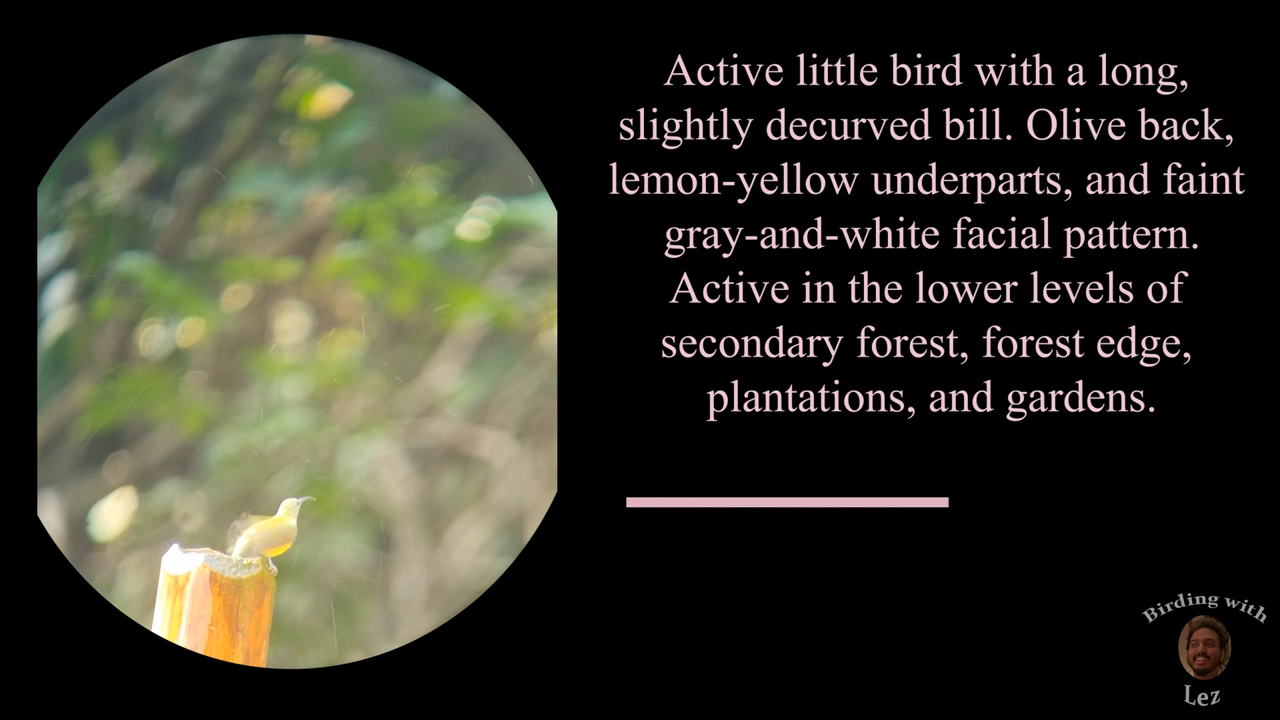 Active little bird with a long,
slightly decurved bill. Olive back,
lemon-yellow underparts, and faint
gray-and-white facial pattern.
Active in the lower levels of
secondary forest, forest edge,
plantations, and gardens.
Birding with
Lez